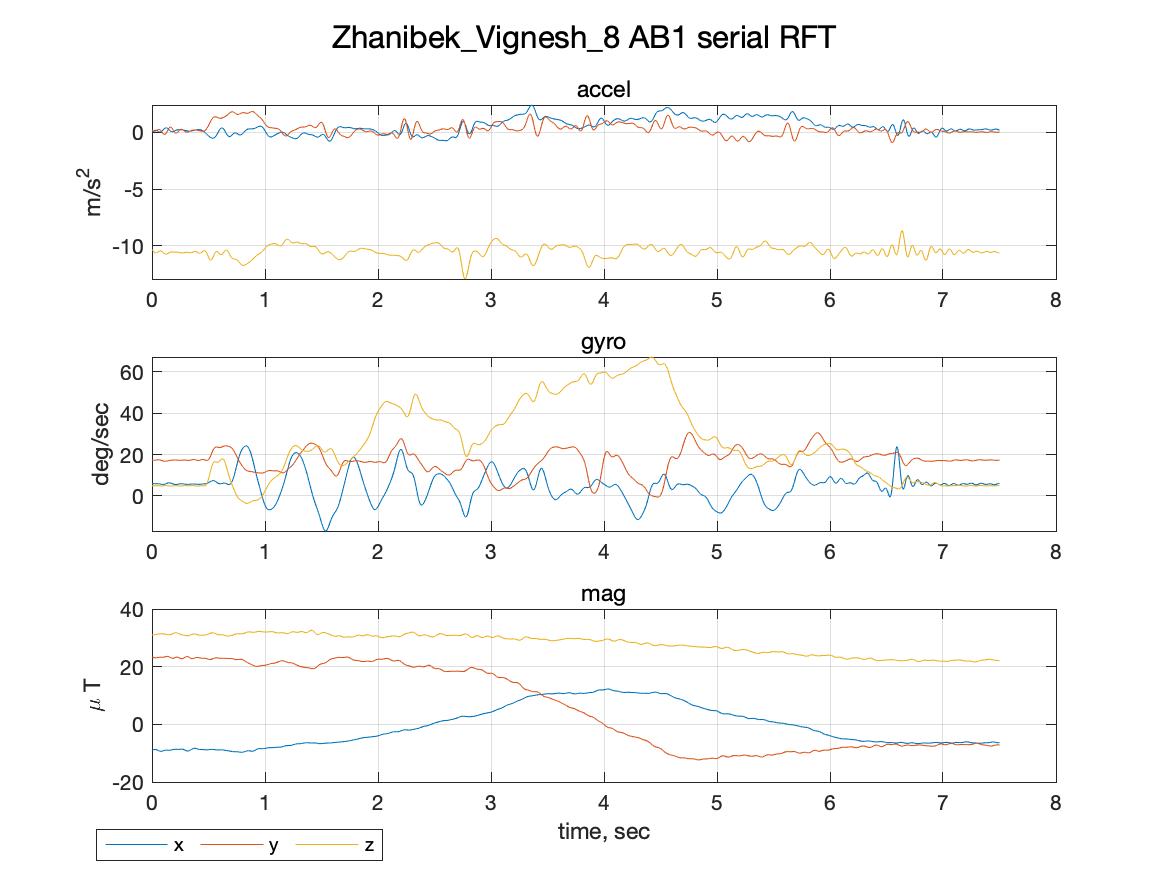 Zhanibek_Vignesh_8 AB1 serial RFT
accel
m/s²
0
-5
-10
0 1 2 3 4 5 6 7 8
gyro
deg/sec
60
40
20
0
0 1 2 3 4 5 6 7 8
mag
μ T
40
20
0
-20
0 1 2 3 4 5 6 7 8
time, sec
x y z